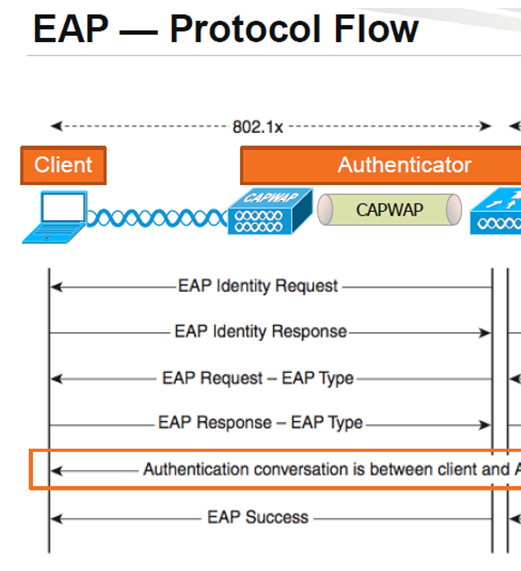 EAP — Protocol Flow
802.1x
Client
Authenticator
CAPWAP
CAPWAP
EAP Identity Request
EAP Identity Response
EAP Request – EAP Type
EAP Response – EAP Type
Authentication conversation is between client and A
EAP Success